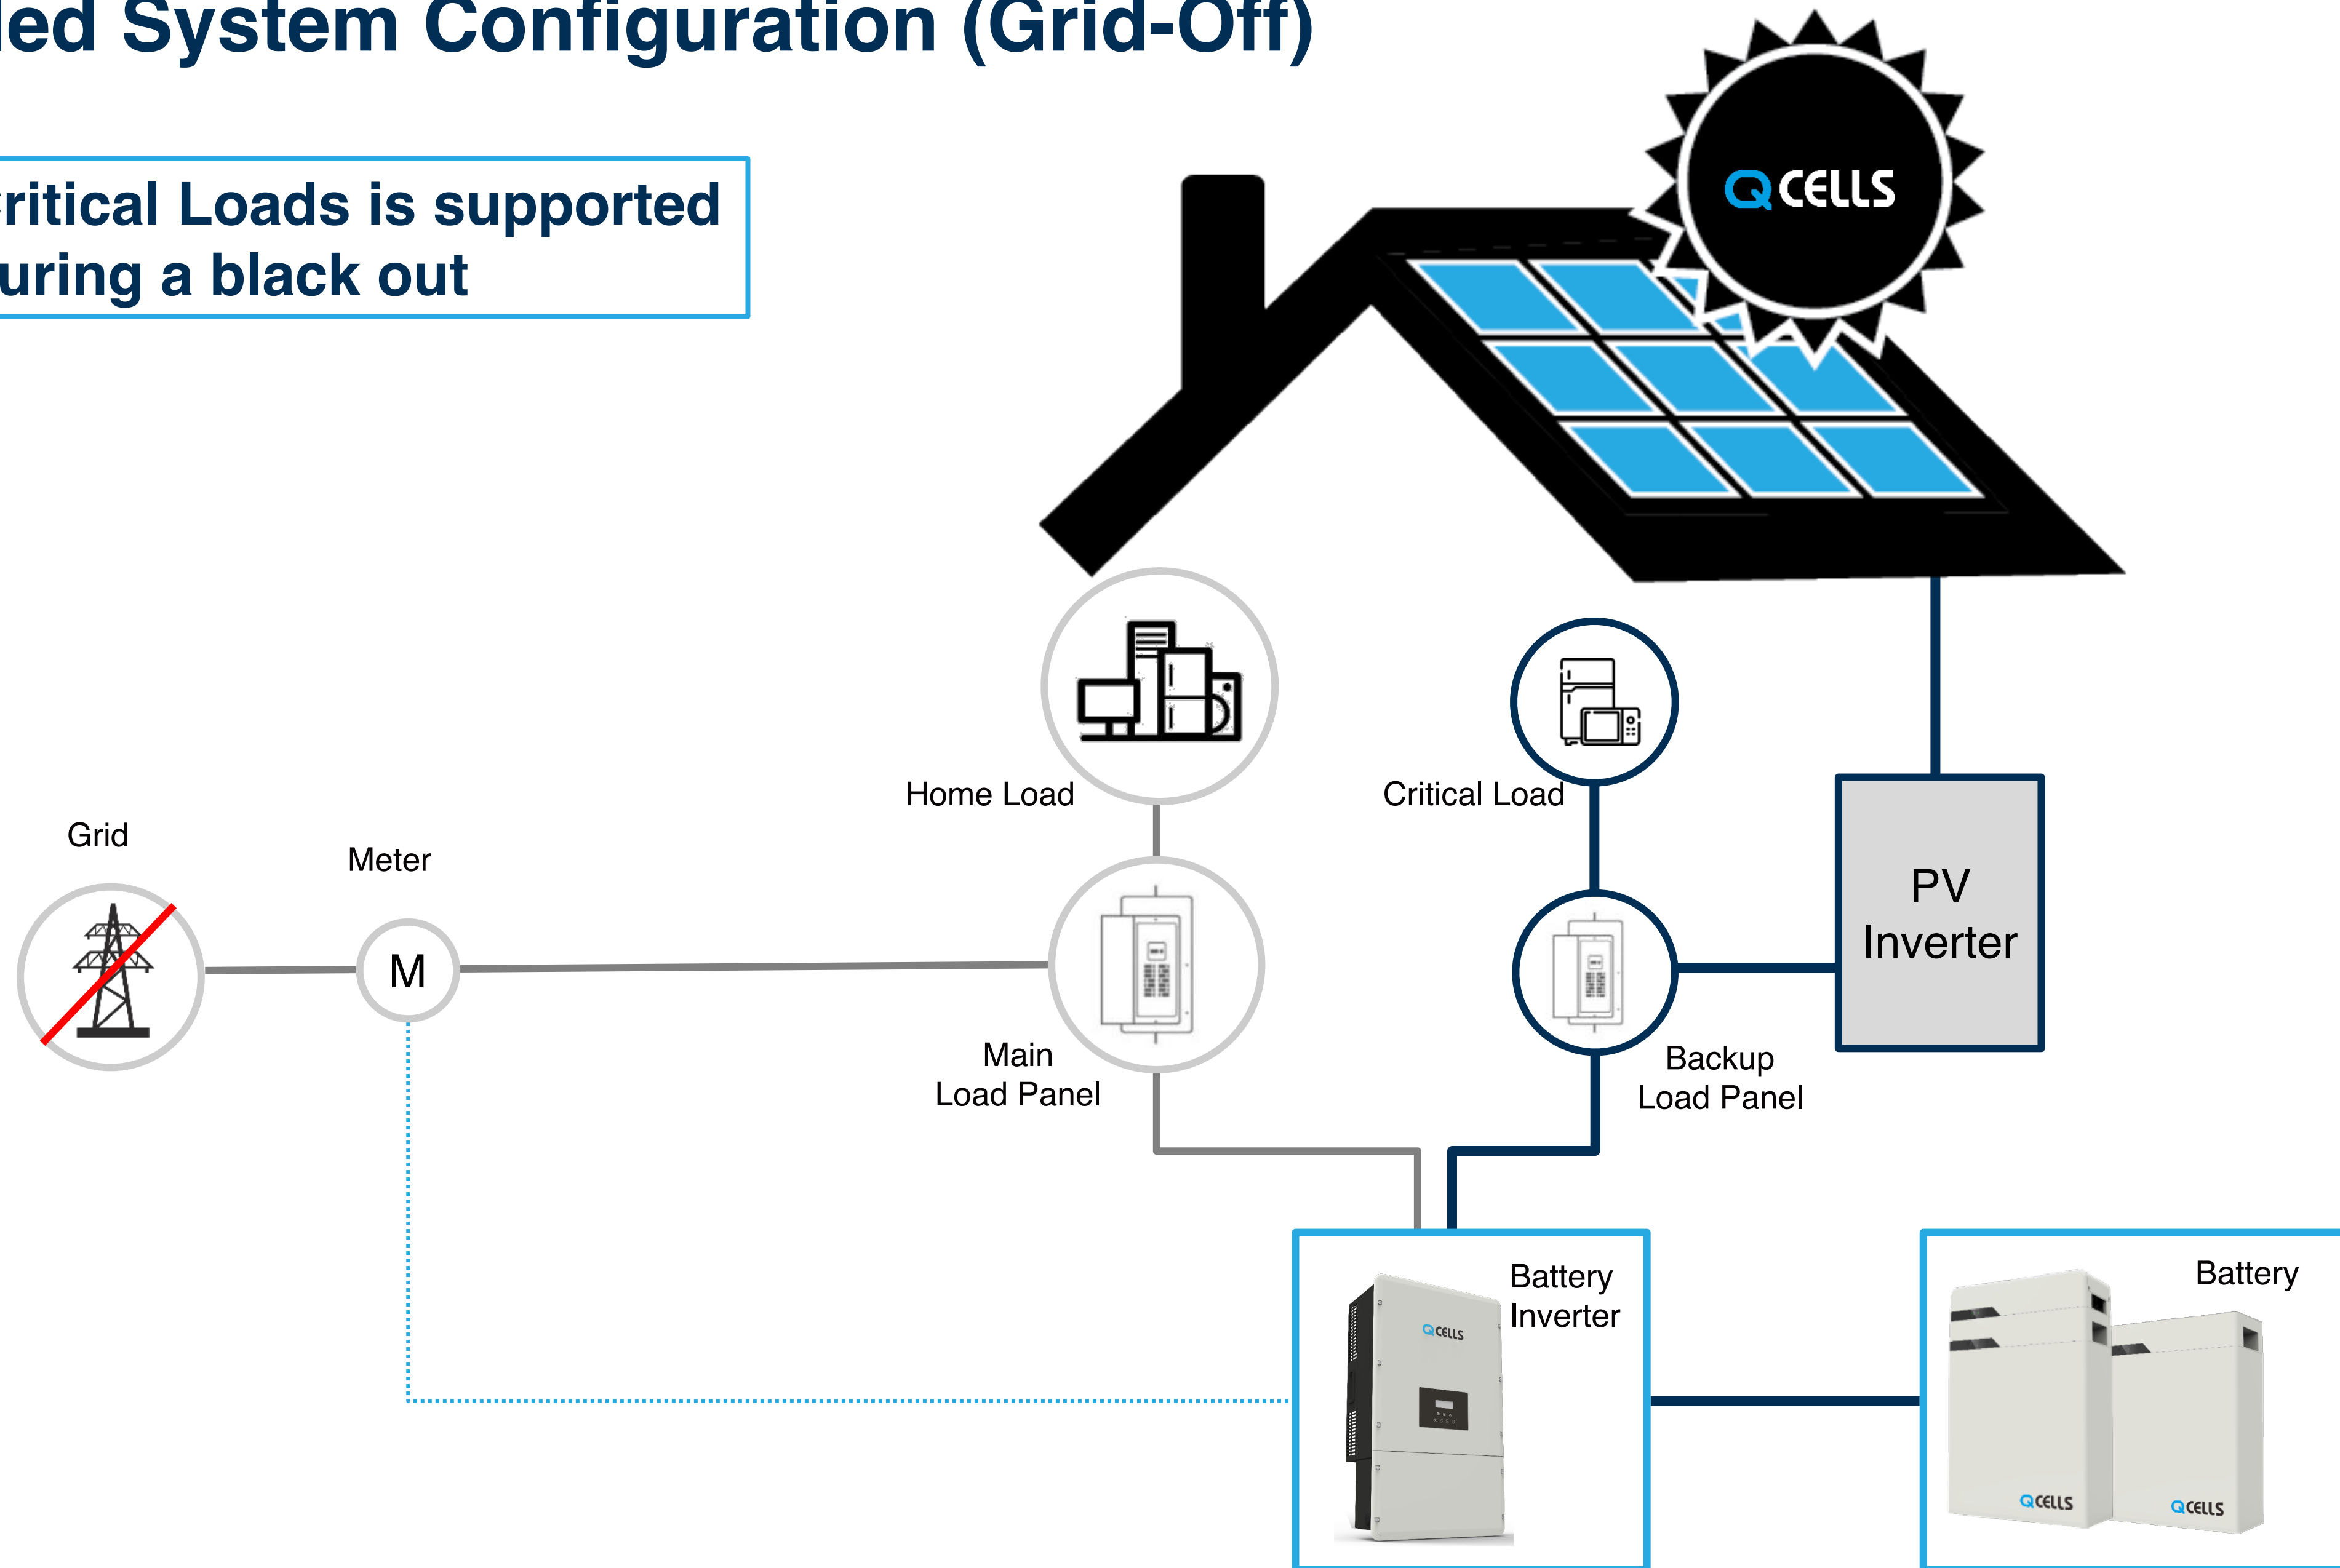 led System Configuration (Grid-Off)
ritical Loads is supported
uring a black out
Q CELLS
Home Load
Critical Load
Grid
Meter
M
PV
Inverter
Main
Load Panel
Backup
Load Panel
Battery
Inverter
Battery
Q CELLS
Q CELLS
Q CELLS